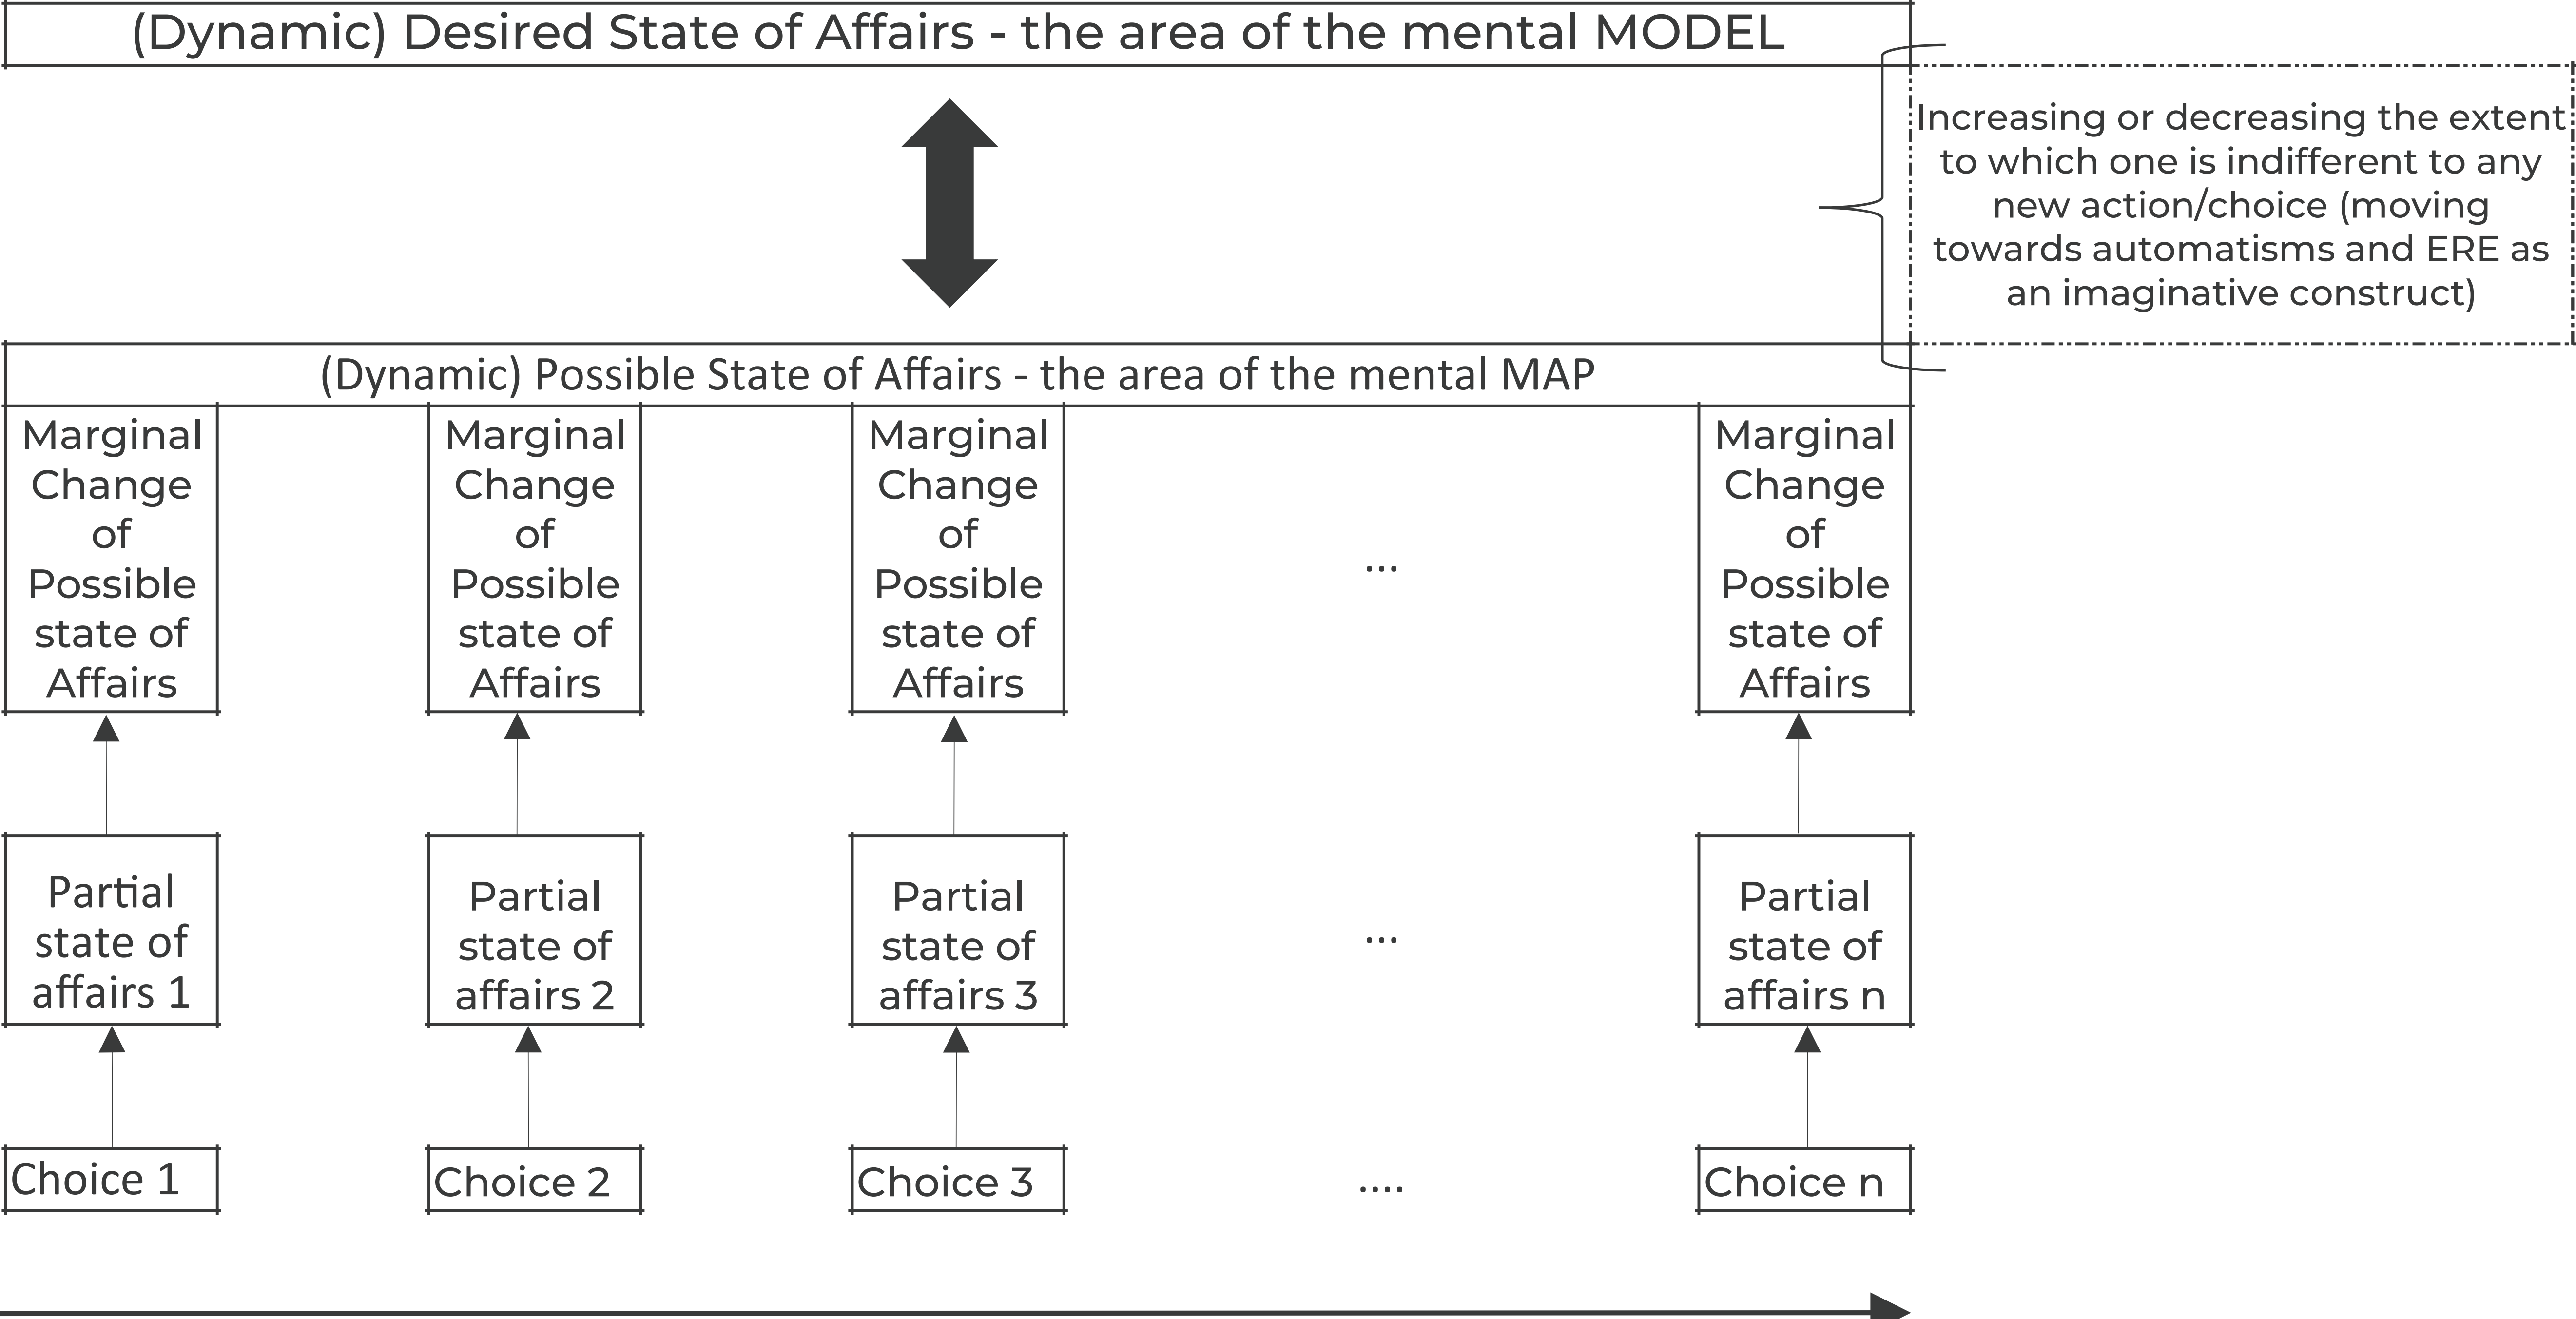 (Dynamic) Desired State of Affairs - the area of the mental MODEL
Increasing or decreasing the extent
to which one is indifferent to any
new action/choice (moving
towards automatisms and ERE as
an imaginative construct)
(Dynamic) Possible State of Affairs - the area of the mental MAP
Marginal
Change
of
Possible
state of
Affairs
Marginal
Change
of
Possible
state of
Affairs
Marginal
Change
of
Possible
state of
Affairs
...
Marginal
Change
of
Possible
state of
Affairs
Partial
state of
affairs 1
Partial
state of
affairs 2
Partial
state of
affairs 3
...
Partial
state of
affairs n
Choice 1
Choice 2
Choice 3
....
Choice n